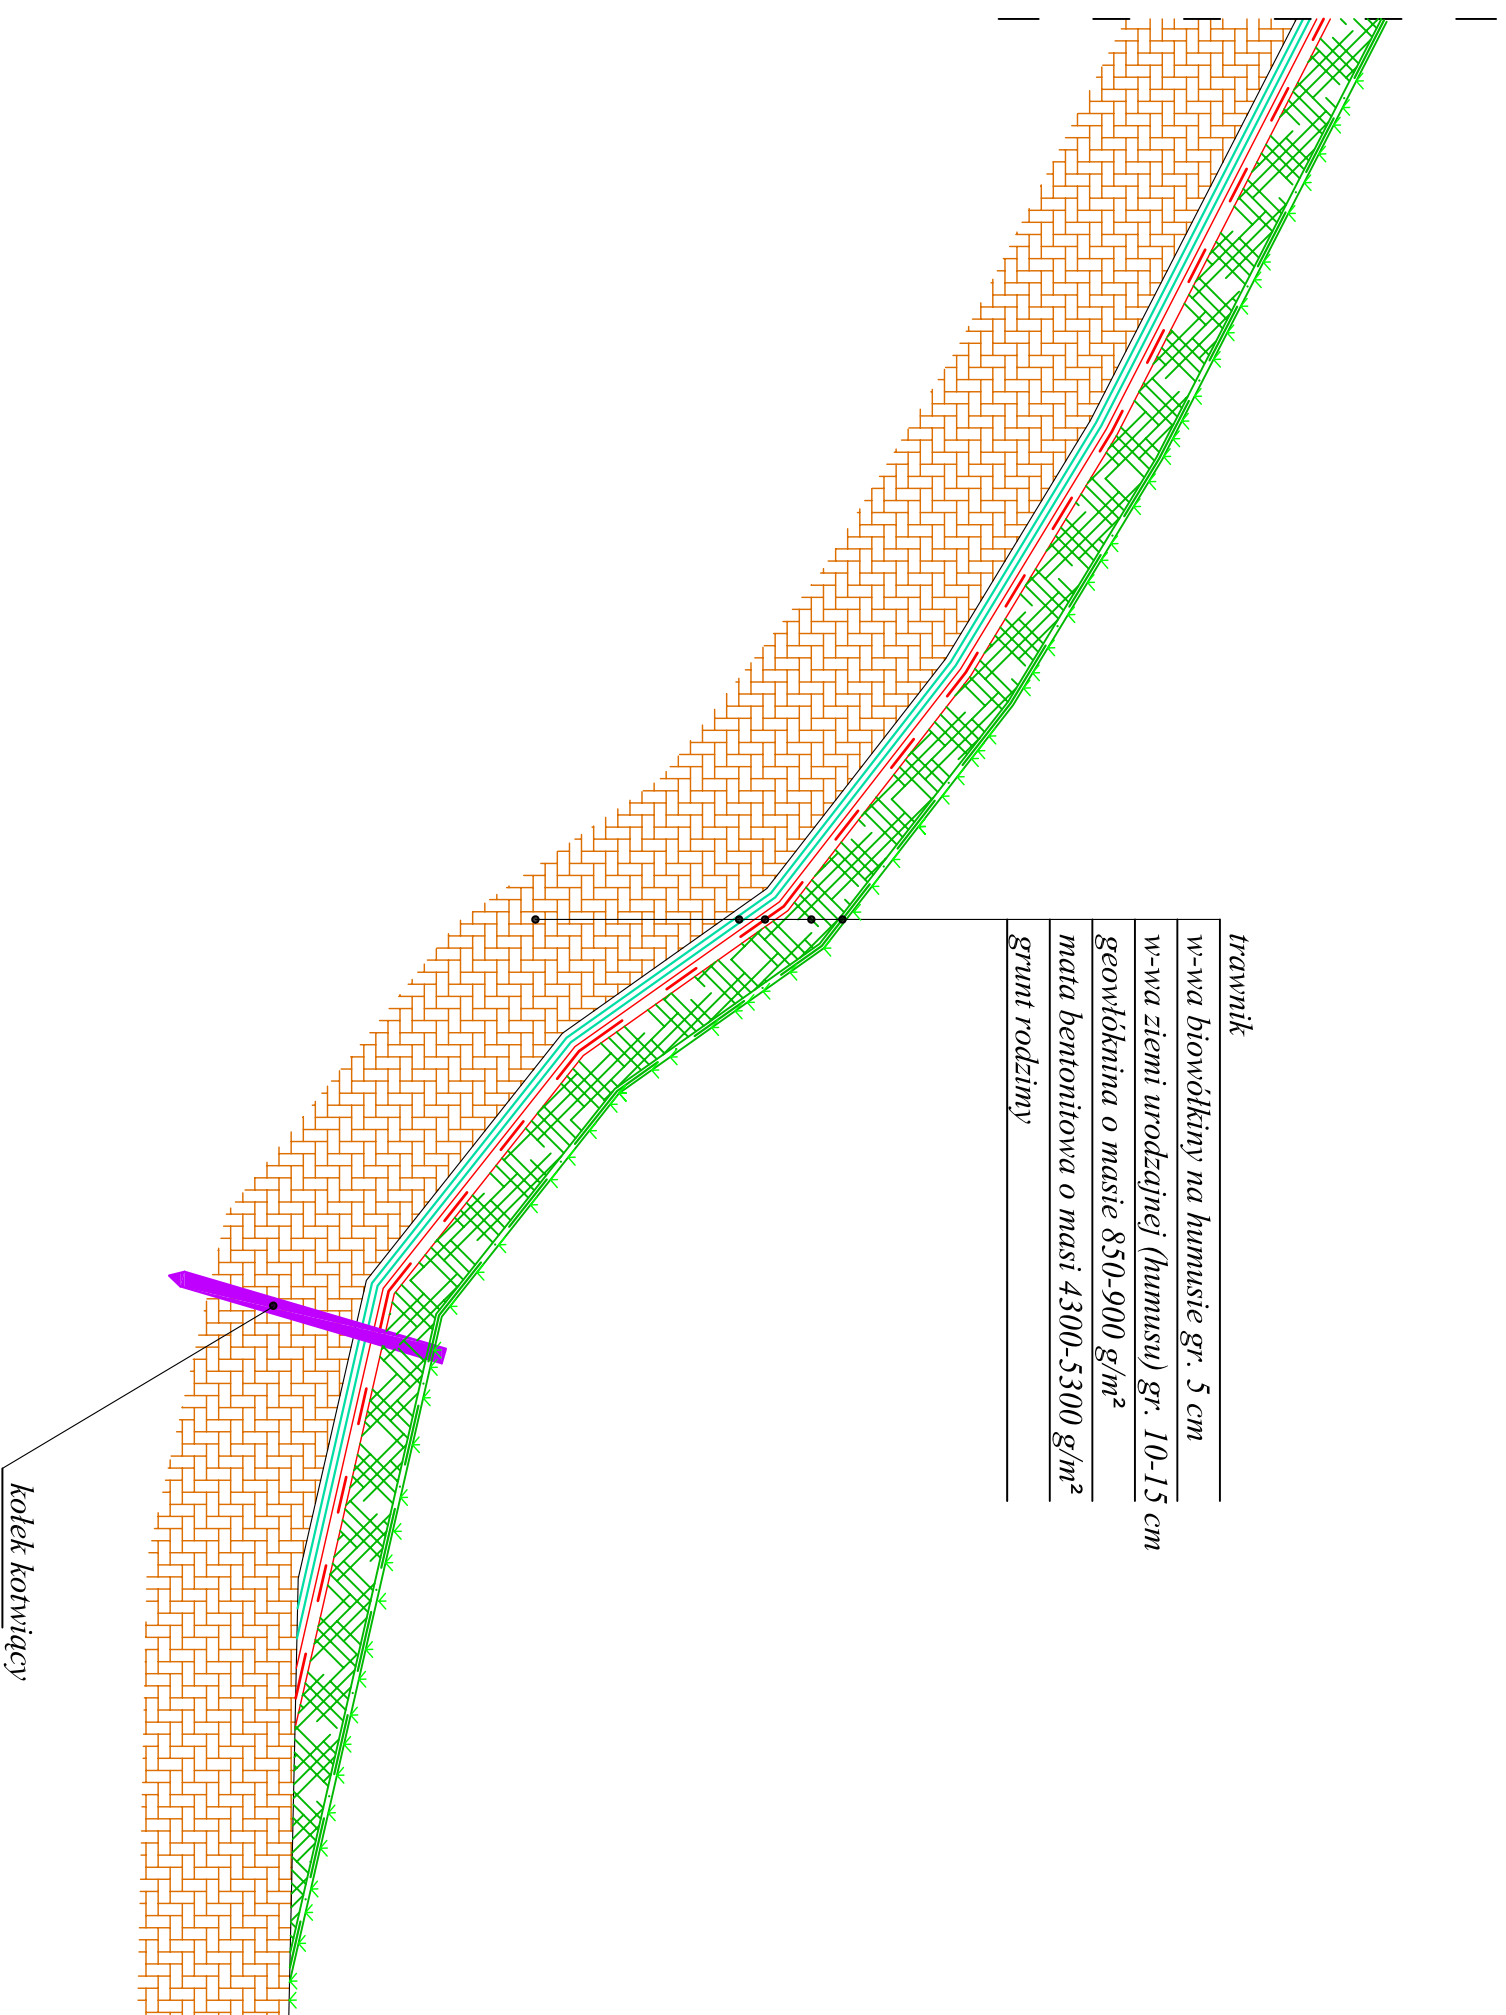 trawnik
w-wa biowółkiny na humusie gr. 5 cm
w-wa ziemi urodzajnej (humusu) gr. 10-15 cm
geowłóknina o masie 850-900 g/m²
mata bentonitowa o masi 4300-5300 g/m²
grunt rodzimy
kołek kotwiący